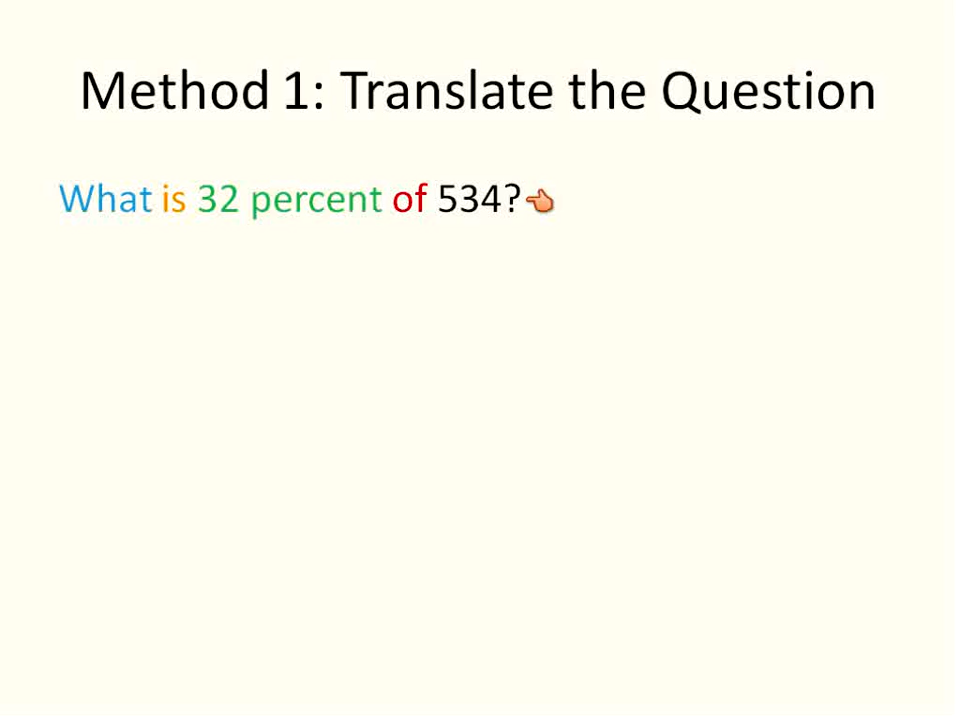 Method 1: Translate the Question
What is 32 percent of 534?